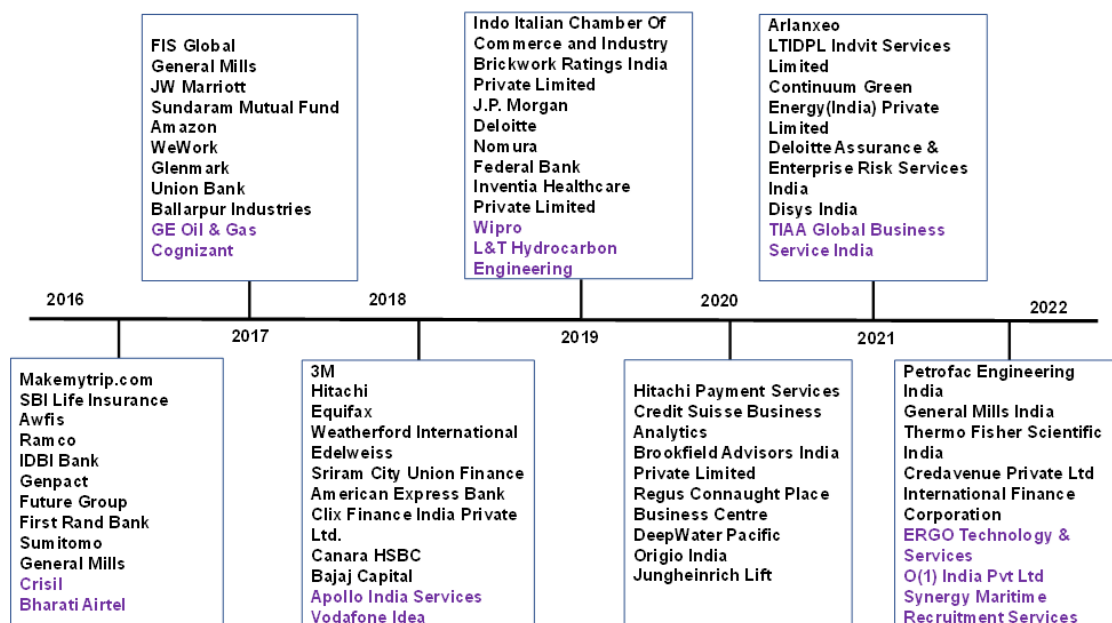 FIS Global
General Mills
JW Marriott
Sundaram Mutual Fund
Amazon
WeWork
Glenmark
Union Bank
Ballarpur Industries
GE Oil & Gas
Cognizant
Indo Italian Chamber Of
Commerce and Industry
Brickwork Ratings India
Private Limited
J.P. Morgan
Deloitte
Nomura
Federal Bank
Inventia Healthcare
Private Limited
Wipro
L&T Hydrocarbon
Engineering
Arlanxeo
LTIDPL Indvit Services
Limited
Continuum Green
Energy(India) Private
Limited
Deloitte Assurance &
Enterprise Risk Services
India
Disys India
TIAA Global Business
Service India
2016
2018
2020
2022
2017
2019
2021
Makemytrip.com
SBI Life Insurance
Awfis
Ramco
IDBI Bank
Genpact
Future Group
First Rand Bank
Sumitomo
General Mills
Crisil
Bharati Airtel
3M
Hitachi
Equifax
Weatherford International
Edelweiss
Sriram City Union Finance
American Express Bank
Clix Finance India Private
Ltd.
Canara HSBC
Bajaj Capital
Apollo India Services
Vodafone Idea
Hitachi Payment Services
Credit Suisse Business
Analytics
Brookfield Advisors India
Private Limited
Regus Connaught Place
Business Centre
DeepWater Pacific
Origio India
Jungheinrich Lift
Petrofac Engineering
India
General Mills India
Thermo Fisher Scientific
India
Credavenue Private Ltd
International Finance
Corporation
ERGO Technology &
Services
O(1) India Pvt Ltd
Synergy Maritime
Recruitment Services